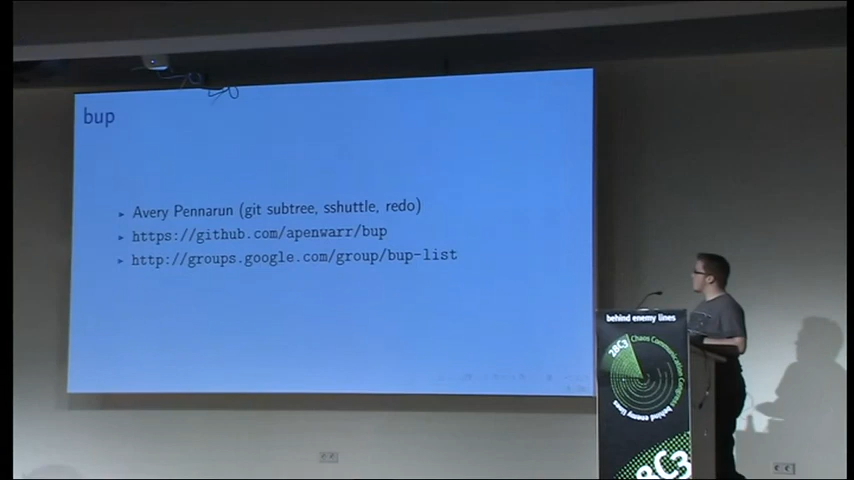 bup
▸ Avery Pennarun (git subtree, sshuttle, redo)
▸ https://github.com/apenwarr/bup
▸ http://groups.google.com/group/bup-list
behind enemy lines
28C3
Chaos Communication Congress
behind enemy lines
8C3